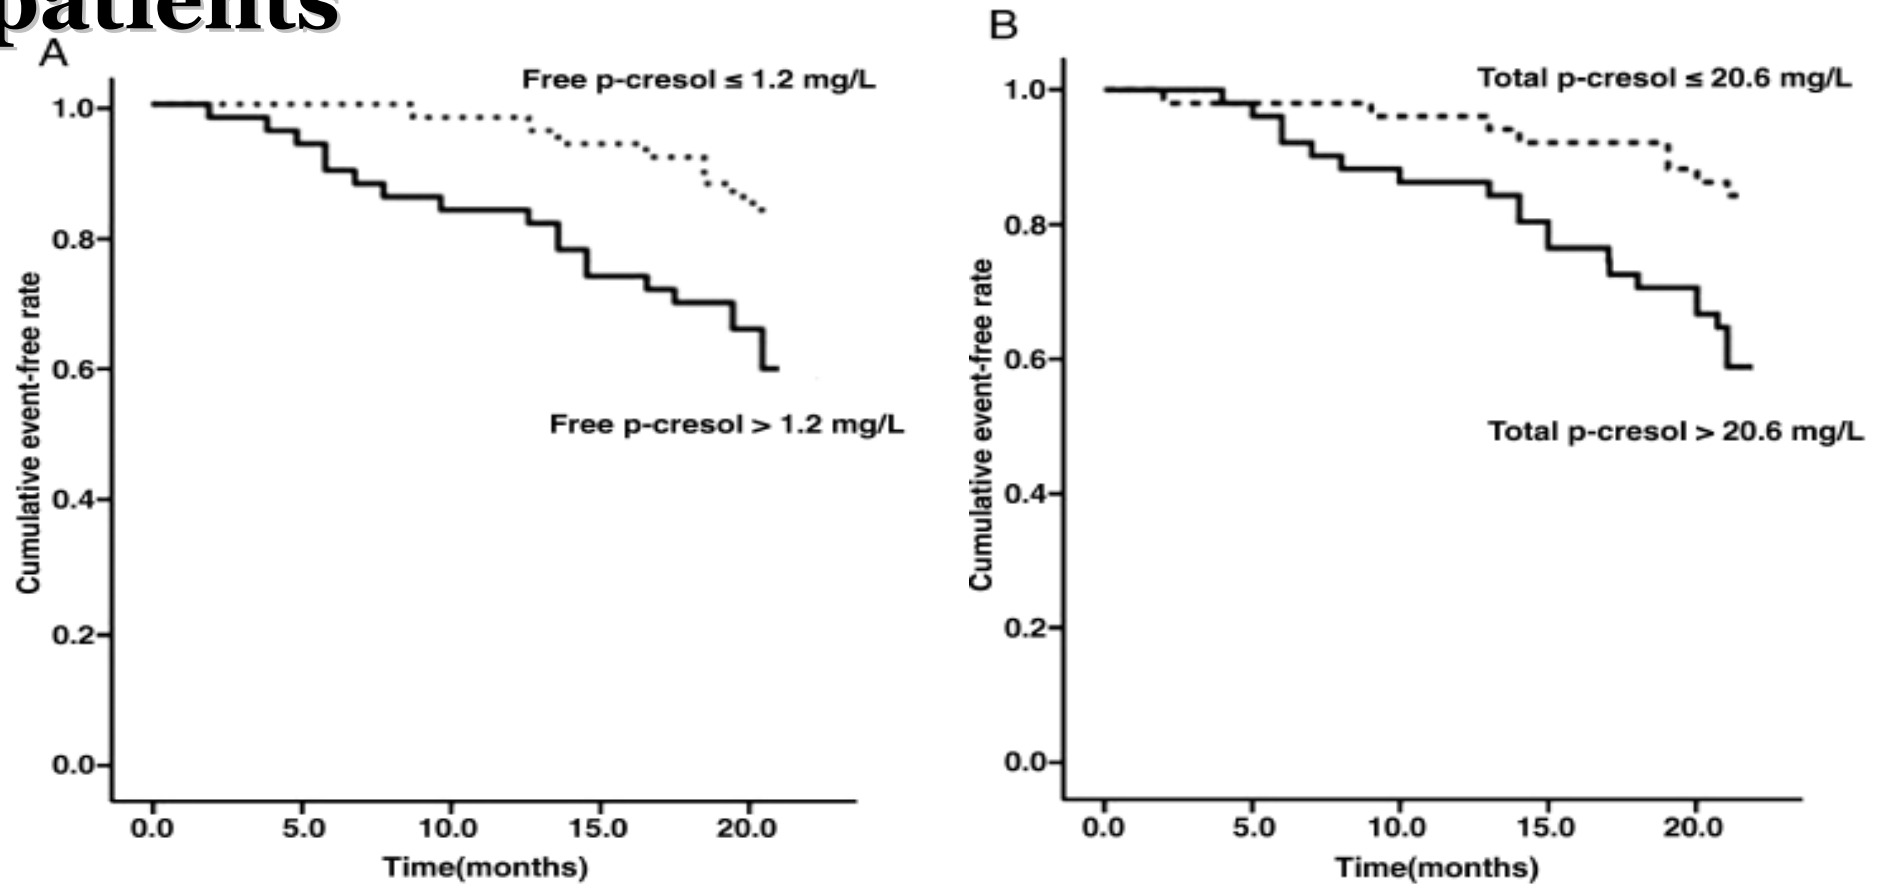 patients
A
Free p-cresol ≤ 1.2 mg/L
1.0
0.8
0.6
0.4
0.2
0.0
Cumulative event-free rate
Free p-cresol > 1.2 mg/L
0.0 5.0 10.0 15.0 20.0
Time(months)
B
Total p-cresol ≤ 20.6 mg/L
1.0
0.8
0.6
0.4
0.2
0.0
Cumulative event-free rate
Total p-cresol > 20.6 mg/L
0.0 5.0 10.0 15.0 20.0
Time(months)